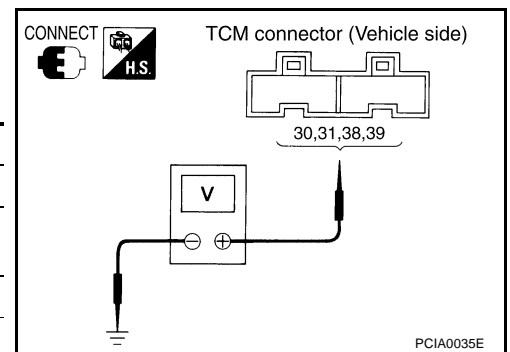 CONNECT
H.S.
TCM connector (Vehicle side)
30,31,38,39
V
PCIA0035E